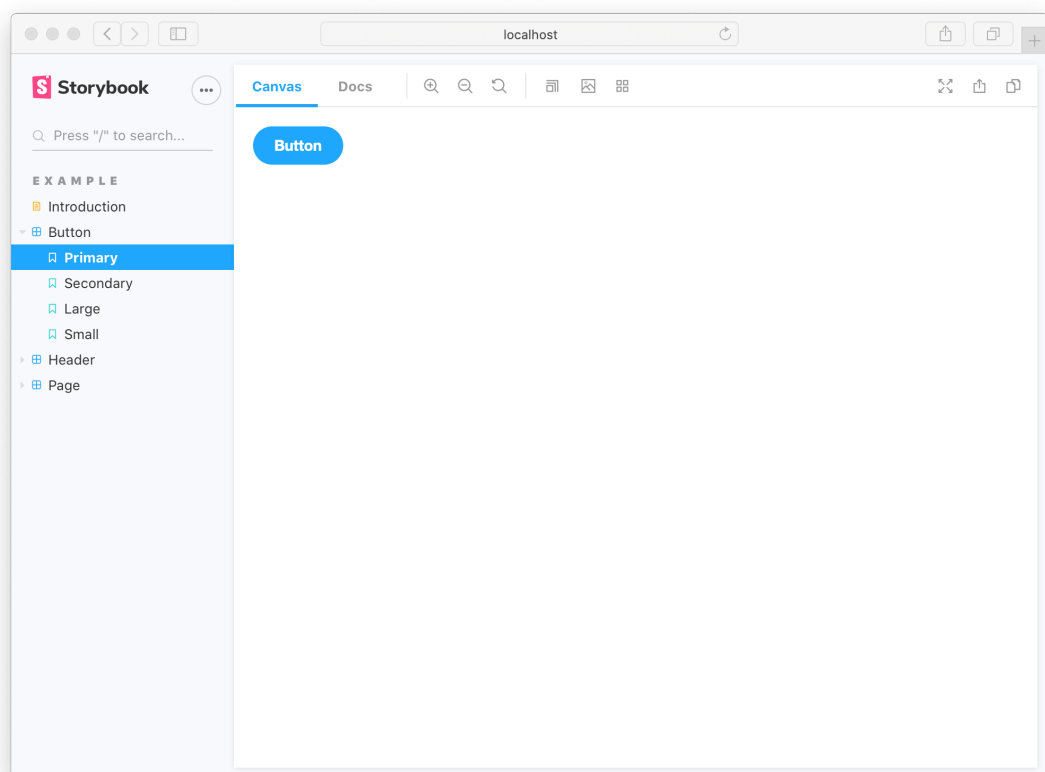 localhost
Storybook
Press "/" to search...
EXAMPLE
Introduction
Button
Primary
Secondary
Large
Small
Header
Page
Canvas Docs
Button